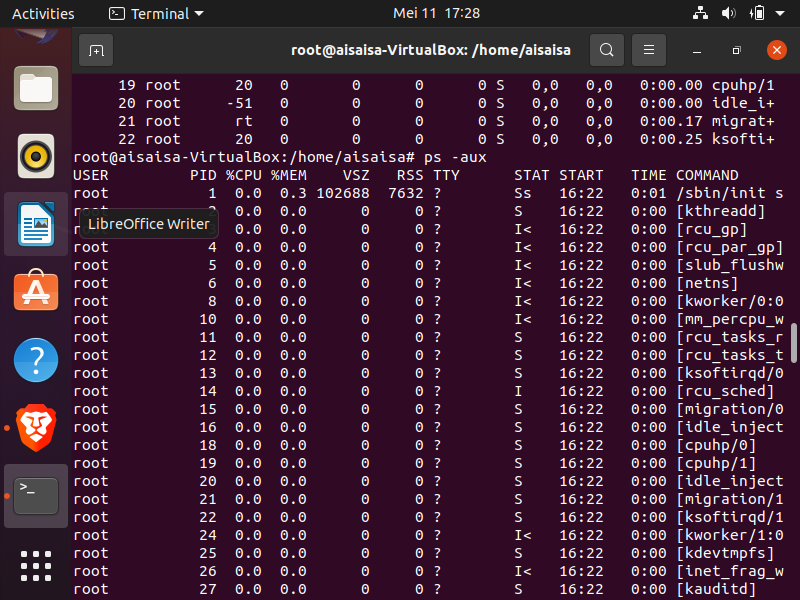 Activities Terminal Mei 11 17:28
root@aisaisa-VirtualBox: /home/aisaisa
19 root 20 0 0 0 0 S 0,0 0,0 0:00.00 cpuhp/1
20 root -51 0 0 0 0 S 0,0 0,0 0:00.00 idle_i+
21 root rt 0 0 0 0 S 0,0 0,0 0:00.17 migrat+
22 root 20 0 0 0 0 S 0,0 0,0 0:00.25 ksofti+
root@aisaisa-VirtualBox:/home/aisaisa# ps -aux
USER PID %CPU %MEM VSZ RSS TTY STAT START TIME COMMAND
root 1 0.0 0.3 102688 7632 ? Ss 16:22 0:01 /sbin/init s
root 0.0 0.0 0 0 ? S 16:22 0:00 [kthreadd]
LibreOffice Writer
root 0.0 0.0 0 0 ? I< 16:22 0:00 [rcu_gp]
root 4 0.0 0.0 0 0 ? I< 16:22 0:00 [rcu_par_gp]
root 5 0.0 0.0 0 0 ? I< 16:22 0:00 [slub_flushw
root 6 0.0 0.0 0 0 ? I< 16:22 0:00 [netns]
root 8 0.0 0.0 0 0 ? I< 16:22 0:00 [kworker/0:0
root 10 0.0 0.0 0 0 ? I< 16:22 0:00 [mm_percpu_w
root 11 0.0 0.0 0 0 ? S 16:22 0:00 [rcu_tasks_r
root 12 0.0 0.0 0 0 ? S 16:22 0:00 [rcu_tasks_t
root 13 0.0 0.0 0 0 ? S 16:22 0:00 [ksoftirqd/0
root 14 0.0 0.0 0 0 ? I 16:22 0:00 [rcu_sched]
root 15 0.0 0.0 0 0 ? S 16:22 0:00 [migration/0
root 16 0.0 0.0 0 0 ? S 16:22 0:00 [idle_inject
root 18 0.0 0.0 0 0 ? S 16:22 0:00 [cpuhp/0]
root 19 0.0 0.0 0 0 ? S 16:22 0:00 [cpuhp/1]
root 20 0.0 0.0 0 0 ? S 16:22 0:00 [idle_inject
root 21 0.0 0.0 0 0 ? S 16:22 0:00 [migration/1
root 22 0.0 0.0 0 0 ? S 16:22 0:00 [ksoftirqd/1
root 24 0.0 0.0 0 0 ? I< 16:22 0:00 [kworker/1:0
root 25 0.0 0.0 0 0 ? S 16:22 0:00 [kdevtmpfs]
root 26 0.0 0.0 0 0 ? I< 16:22 0:00 [inet_frag_w
root 27 0.0 0.0 0 0 ? S 16:22 0:00 [kauditd]